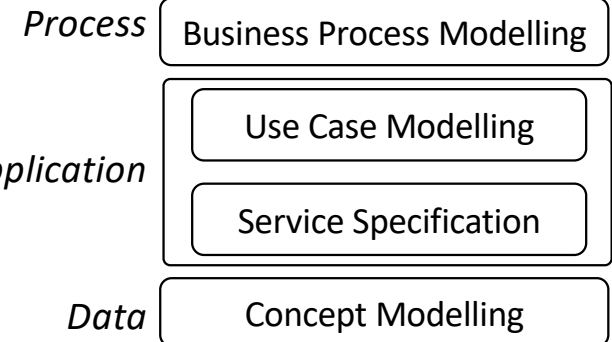 Process
Business Process Modelling
Use Case Modelling
plication
Service Specification
Data
Concept Modelling